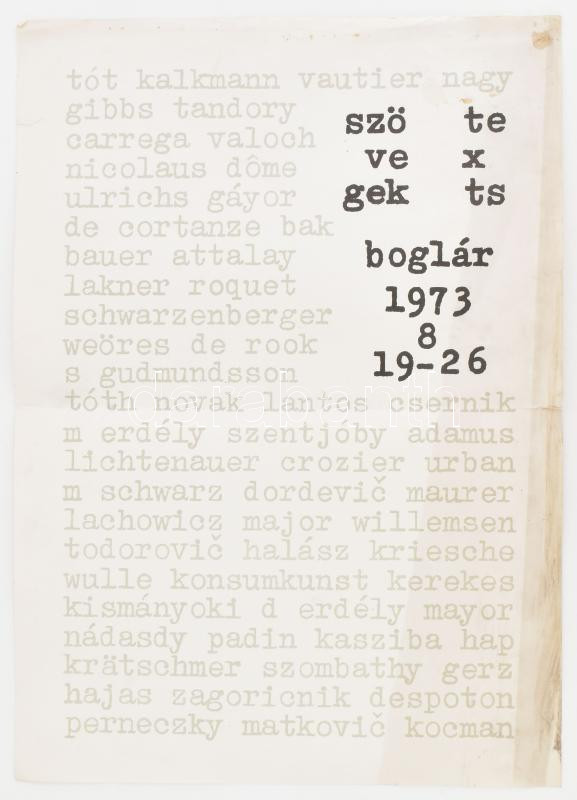 tót kalkmann vautier nagy
gibbs tandory
carrega valoch
nicolaus dôme
ulrichs gáyor
de cortanze bak
bauer attalay
lakner roquet
schwarzenberger
weöres de rook
s gudmundsson
tóth novák lantos csernik
m erdély szentjóby adamus
lichtenauer crozier urban
m schwarz dordevič maurer
lachowicz major willemsen
todorovič halász kriesche
wulle konsumkunst kerekes
kismányoki d erdély mayor
nádasdy padin kasziba hap
krätschmer szombathy gerz
hajas zagoricnik despoton
perneczky matkovič kocman
szö te
ve x
gek ts
boglár
1973
8
19-26
darabanth